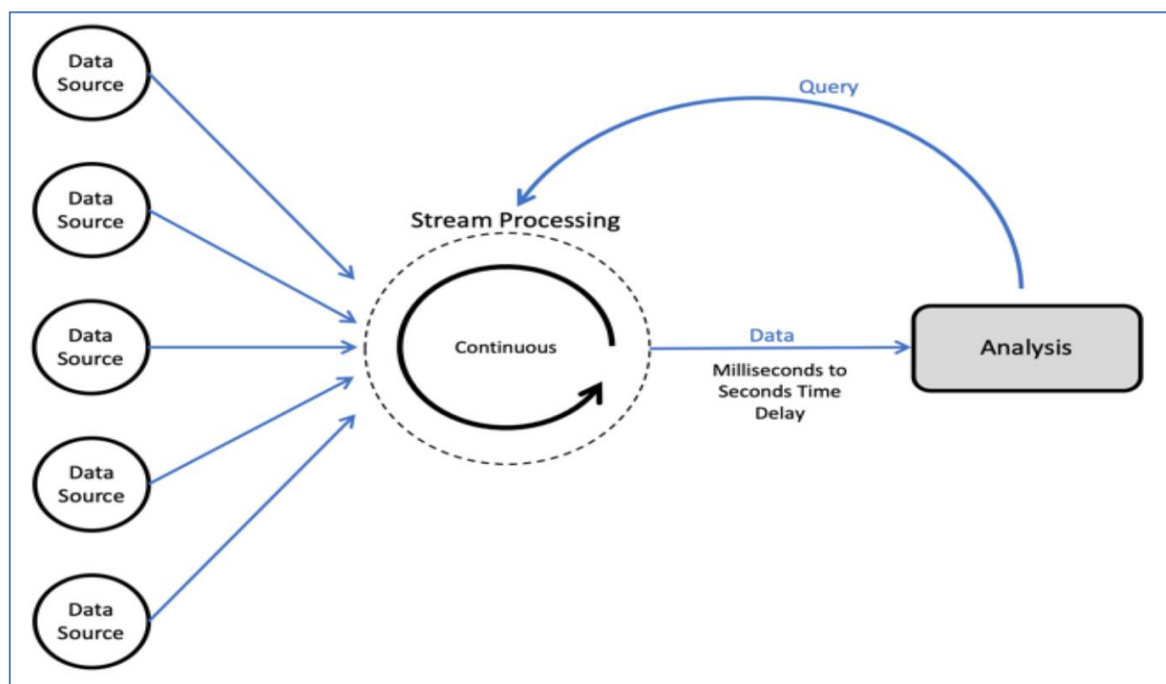 Data
Source
Data
Source
Data
Source
Data
Source
Data
Source
Query
Stream Processing
Continuous
Data
Milliseconds to
Seconds Time
Delay
Analysis